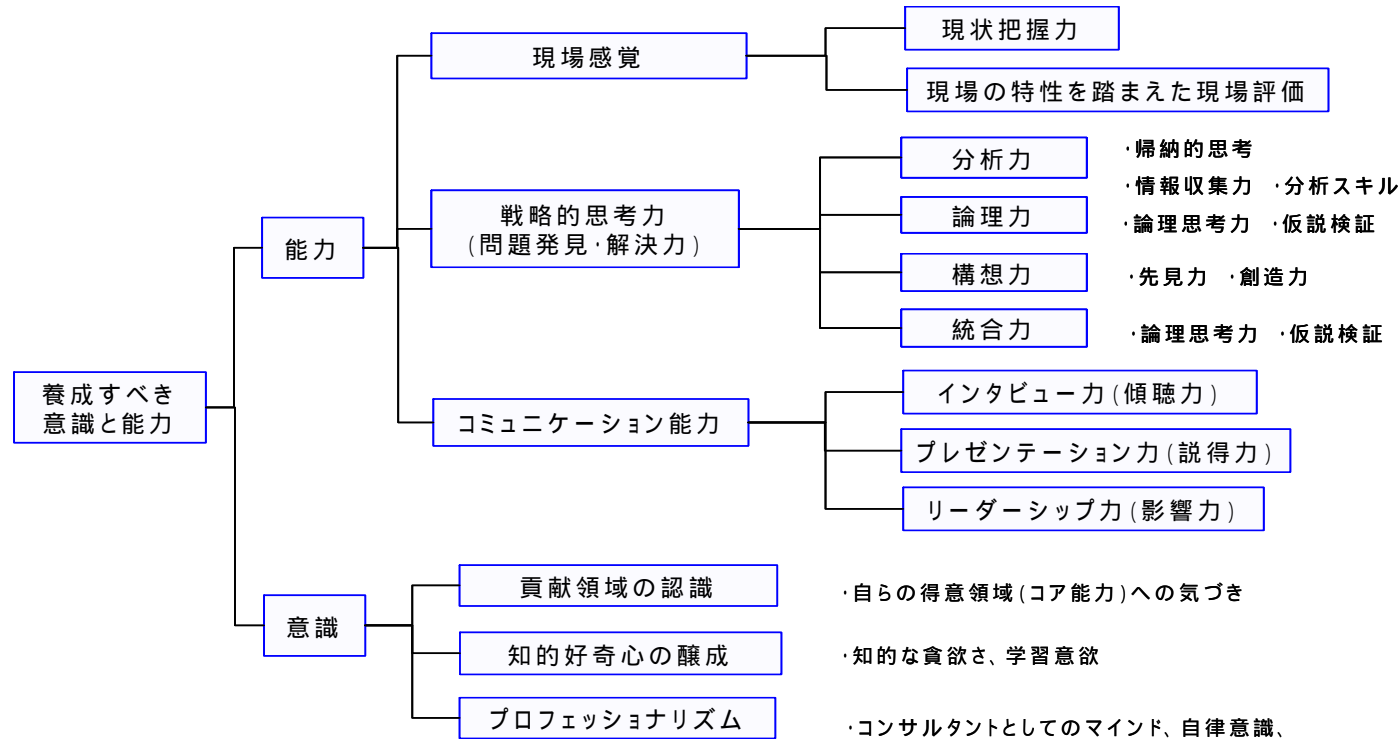 現状把握力
現場感覚
現場の特性を踏まえた現場評価
分析力
・帰納的思考
・情報収集力 ・分析スキル
戦略的思考力
(問題発見・解決力)
論理力
・論理思考力 ・仮説検証
能力
構想力
・先見力 ・創造力
統合力
・論理思考力 ・仮説検証
養成すべき
意識と能力
インタビュー力(傾聴力)
コミュニケーション能力
プレゼンテーション力(説得力)
リーダーシップ力(影響力)
貢献領域の認識
・自らの得意領域(コア能力)への気づき
意識
知的好奇心の醸成
・知的な貪欲さ、学習意欲
プロフェッショナリズム
・コンサルタントとしてのマインド、自律意識、